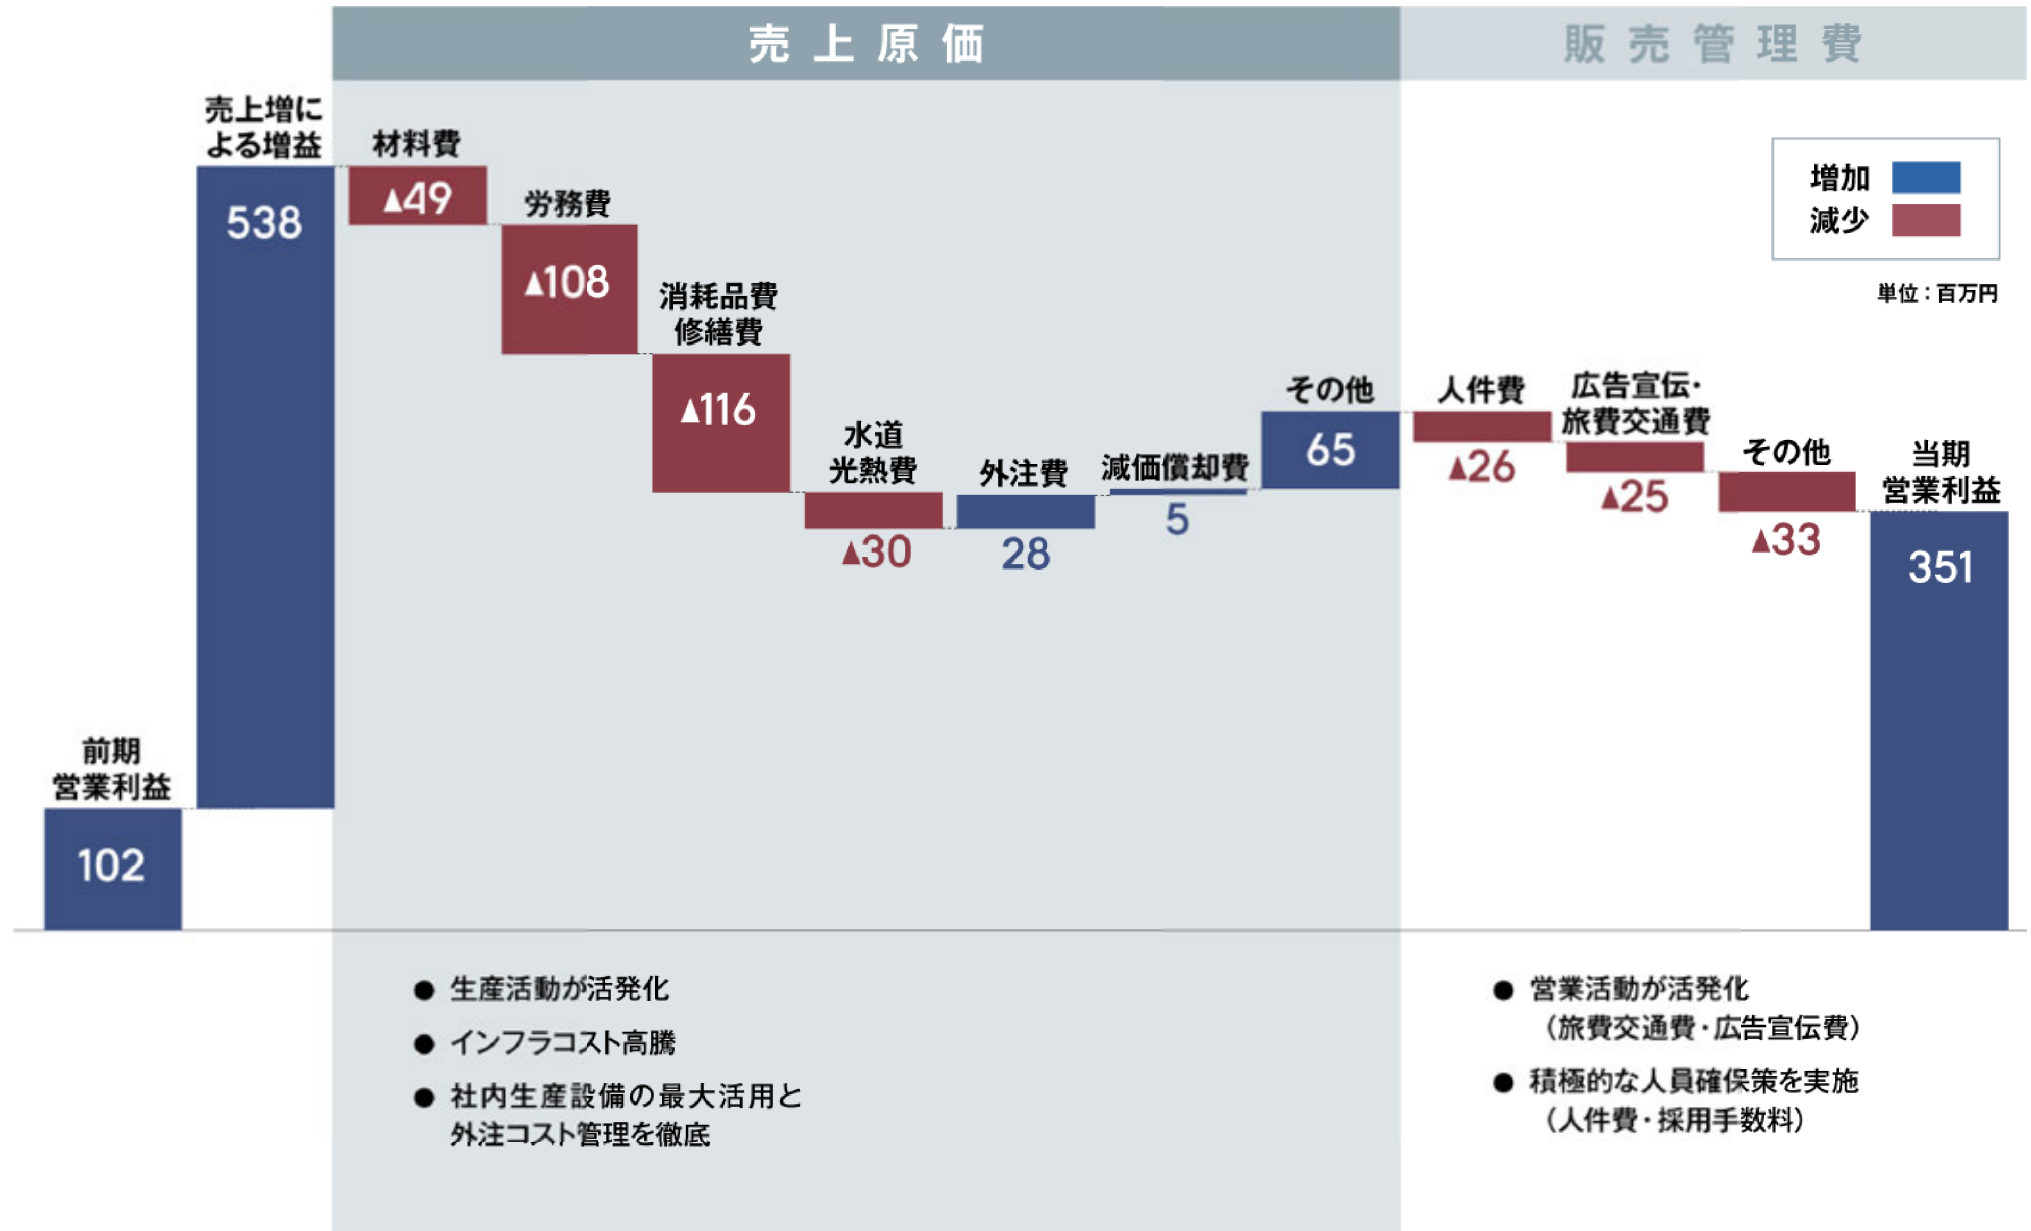 売上原価
販売管理費
売上増に
よる増益
538
材料費
▲49
労務費
▲108
消耗品費
修繕費
▲116
水道
光熱費
▲30
外注費
28
減価償却費
5
その他
65
人件費
▲26
広告宣伝・
旅費交通費
▲25
その他
▲33
当期
営業利益
351
増加
減少
単位：百万円
前期
営業利益
102
● 生産活動が活発化
● インフラコスト高騰
● 社内生産設備の最大活用と
外注コスト管理を徹底
● 営業活動が活発化
（旅費交通費・広告宣伝費）
● 積極的な人員確保策を実施
（人件費・採用手数料）